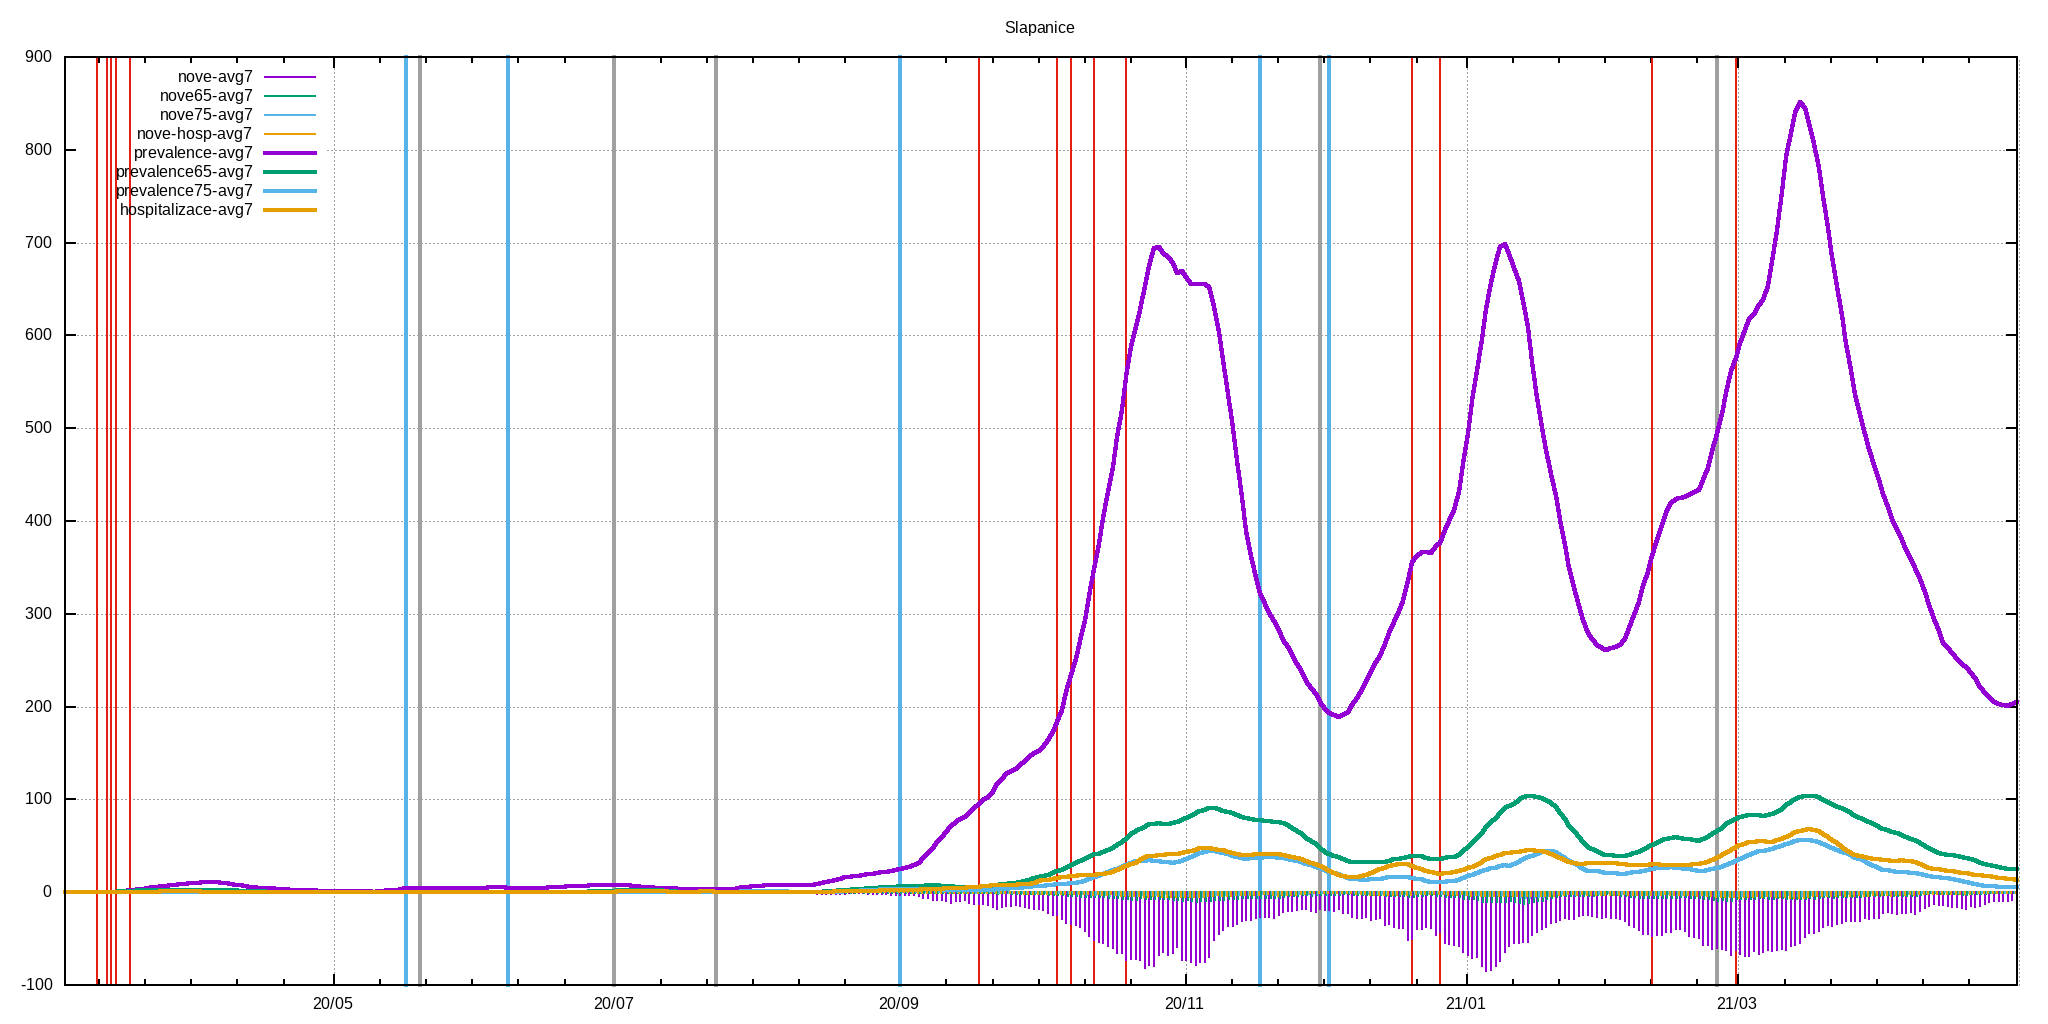 Slapanice
900
800
700
600
500
400
300
200
100
0
-100
nove-avg7
nove65-avg7
nove75-avg7
nove-hosp-avg7
prevalence-avg7
prevalence65-avg7
prevalence75-avg7
hospitalizace-avg7
20/05 20/07 20/09 20/11 21/01 21/03